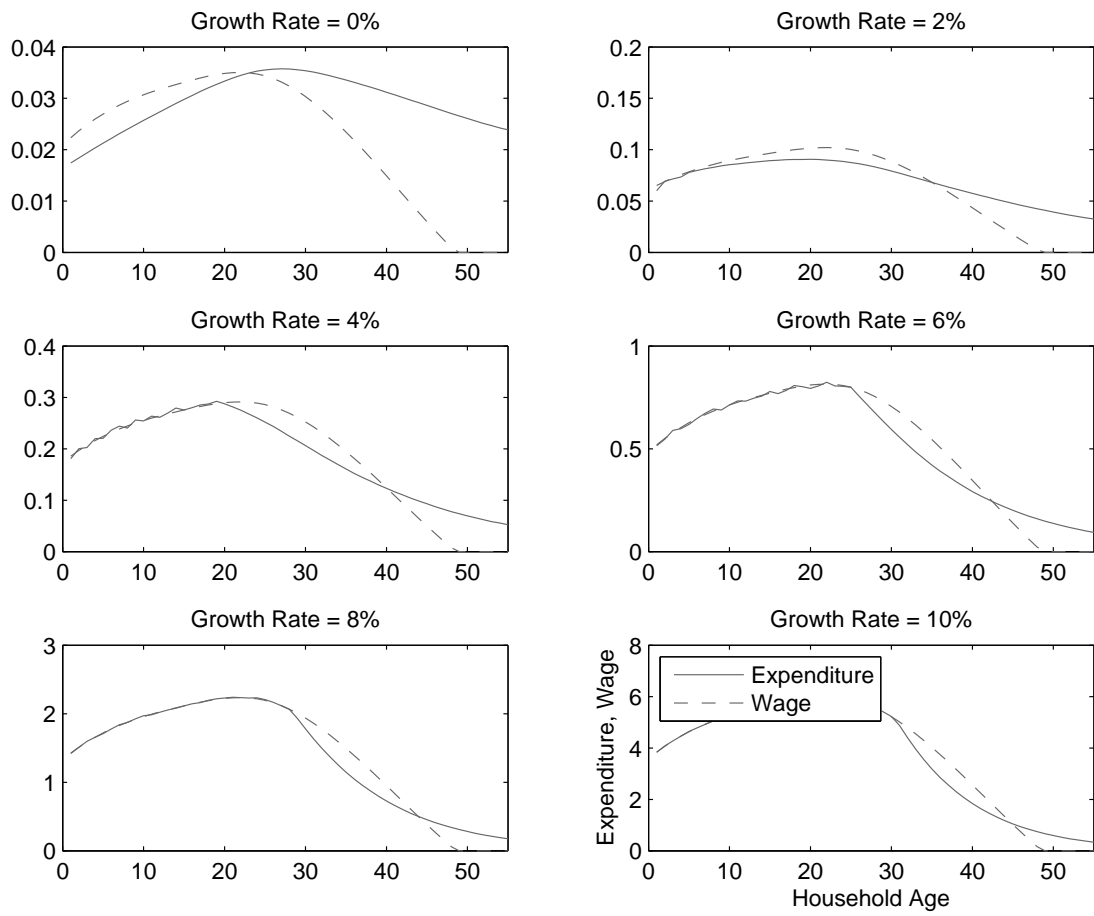 Growth Rate = 0%
0.04
0.03
0.02
0.01
0
0 10 20 30 40 50
Growth Rate = 2%
0.2
0.15
0.1
0.05
0
0 10 20 30 40 50
Growth Rate = 4%
0.4
0.3
0.2
0.1
0
0 10 20 30 40 50
Growth Rate = 6%
1
0.5
0
0 10 20 30 40 50
Growth Rate = 8%
3
2
1
0
0 10 20 30 40 50
Growth Rate = 10%
Expenditure, Wage
8
6
4
2
0
Expenditure
Wage
0 10 20 30 40 50
Household Age